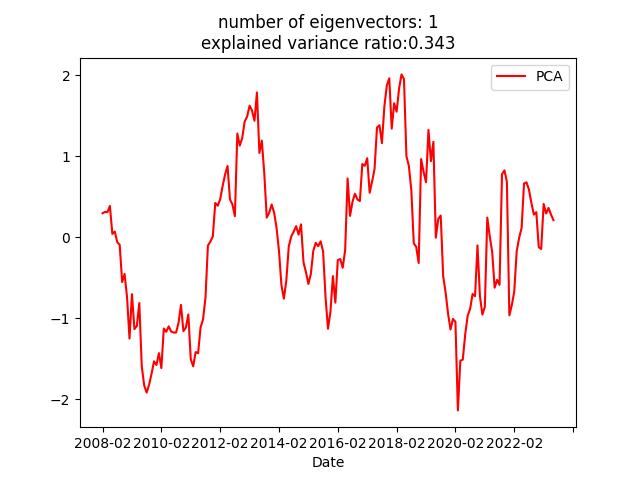 number of eigenvectors: 1
explained variance ratio:0.343
PCA
2
1
0
−1
−2
2008-02 2010-02 2012-02 2014-02 2016-02 2018-02 2020-02 2022-02
Date